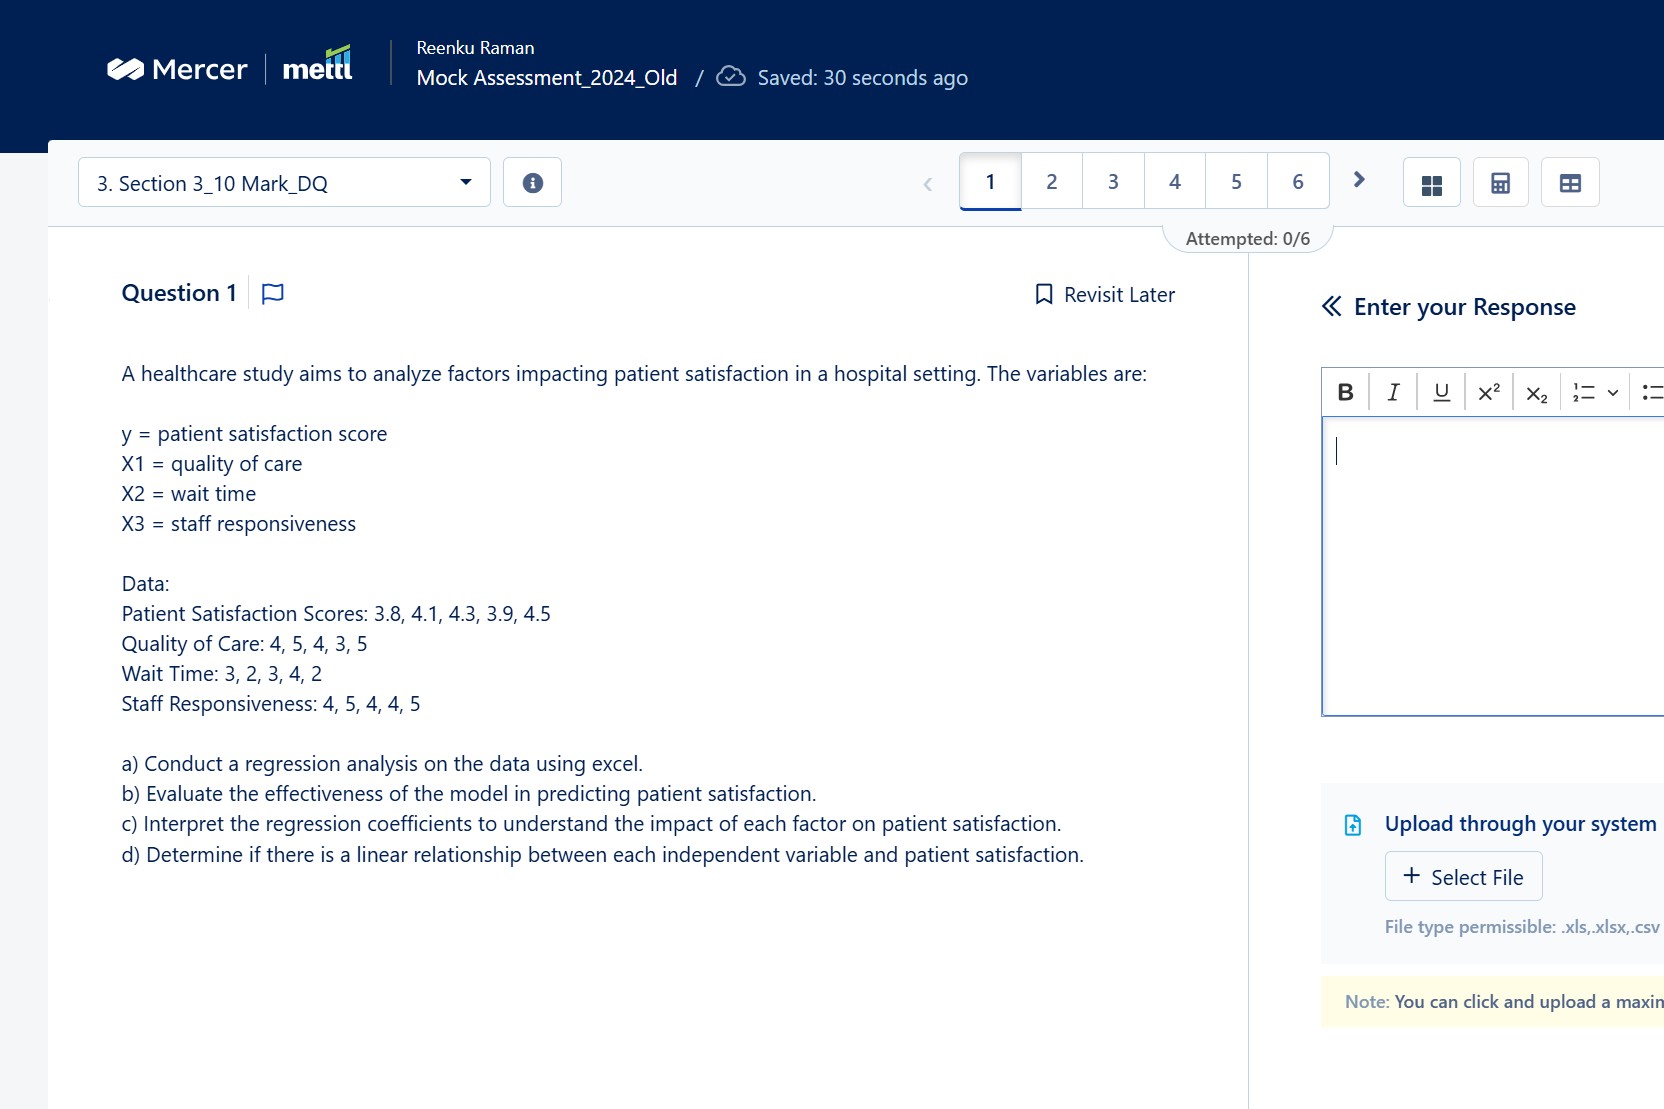 Mercer
mettl
Reenku Raman
Mock Assessment_2024_Old / Saved: 30 seconds ago
3. Section 3_10 Mark_DQ
1 2 3 4 5 6
Attempted: 0/6
Question 1
Revisit Later
A healthcare study aims to analyze factors impacting patient satisfaction in a hospital setting. The variables are:
y = patient satisfaction score
X1 = quality of care
X2 = wait time
X3 = staff responsiveness
Data:
Patient Satisfaction Scores: 3.8, 4.1, 4.3, 3.9, 4.5
Quality of Care: 4, 5, 4, 3, 5
Wait Time: 3, 2, 3, 4, 2
Staff Responsiveness: 4, 5, 4, 4, 5
a) Conduct a regression analysis on the data using excel.
b) Evaluate the effectiveness of the model in predicting patient satisfaction.
c) Interpret the regression coefficients to understand the impact of each factor on patient satisfaction.
d) Determine if there is a linear relationship between each independent variable and patient satisfaction.
Enter your Response
B I U X² X₂
Upload through your system
+ Select File
File type permissible: .xls,.xlsx,.csv
Note: You can click and upload a maxin